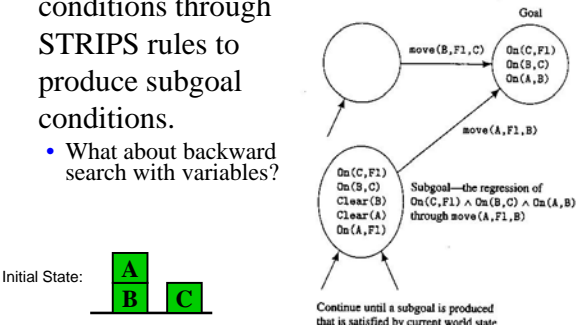 conditions through
STRIPS rules to
produce subgoal
conditions.
• What about backward
search with variables?
Initial State:
A
B
C
Goal
move(B,Fl,C)
On(C,Fl)
On(B,C)
On(A,B)
move(A,Fl,B)
On(C,Fl)
On(B,C)
Clear(B)
Clear(A)
On(A,Fl)
Subgoal—the regression of
On(C,Fl) ∧ On(B,C) ∧ On(A,B)
through move(A,Fl,B)
Continue until a subgoal is produced
that is satisfied by current world state